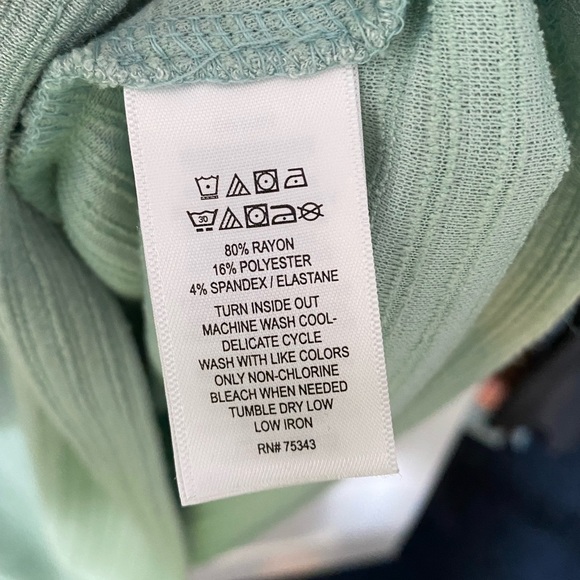 30
80% RAYON
16% POLYESTER
4% SPANDEX / ELASTANE
TURN INSIDE OUT
MACHINE WASH COOL-
DELICATE CYCLE
WASH WITH LIKE COLORS
ONLY NON-CHLORINE
BLEACH WHEN NEEDED
TUMBLE DRY LOW
LOW IRON
RN# 75343